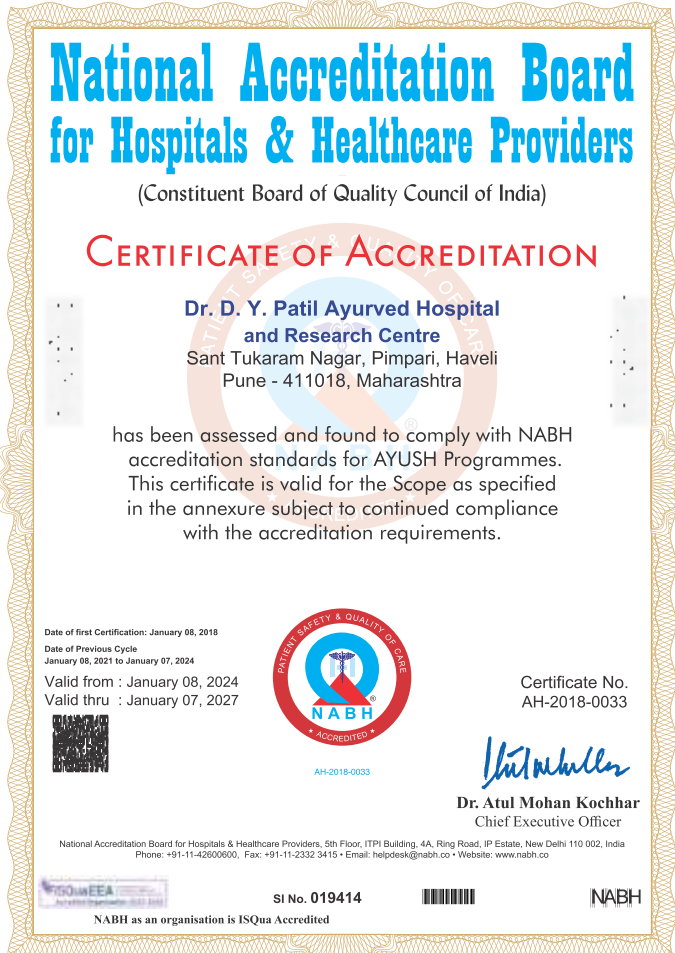 National Accreditation Board
for Hospitals & Healthcare Providers
(Constituent Board of Quality Council of India)
CERTIFICATE OF ACCREDITATION
Dr. D. Y. Patil Ayurved Hospital
and Research Centre
Sant Tukaram Nagar, Pimpari, Haveli
Pune - 411018, Maharashtra
has been assessed and found to comply with NABH
accreditation standards for AYUSH Programmes.
This certificate is valid for the Scope as specified
in the annexure subject to continued compliance
with the accreditation requirements.
Date of first Certification: January 08, 2018
Date of Previous Cycle
January 08, 2021 to January 07, 2024
Valid from : January 08, 2024
Valid thru : January 07, 2027
PATIENT SAFETY & QUALITY OF CARE
NABH
®
★ ACCREDITED ★
AH-2018-0033
Certificate No.
AH-2018-0033
Dr. Atul Mohan Kochhar
Chief Executive Officer
National Accreditation Board for Hospitals & Healthcare Providers, 5th Floor, ITPI Building, 4A, Ring Road, IP Estate, New Delhi 110 002, India
Phone: +91-11-42600600, Fax: +91-11-2332 3415 • Email: helpdesk@nabh.co • Website: www.nabh.co
ISQuaEEA
SI No. 019414
NABH
NABH as an organisation is ISQua Accredited